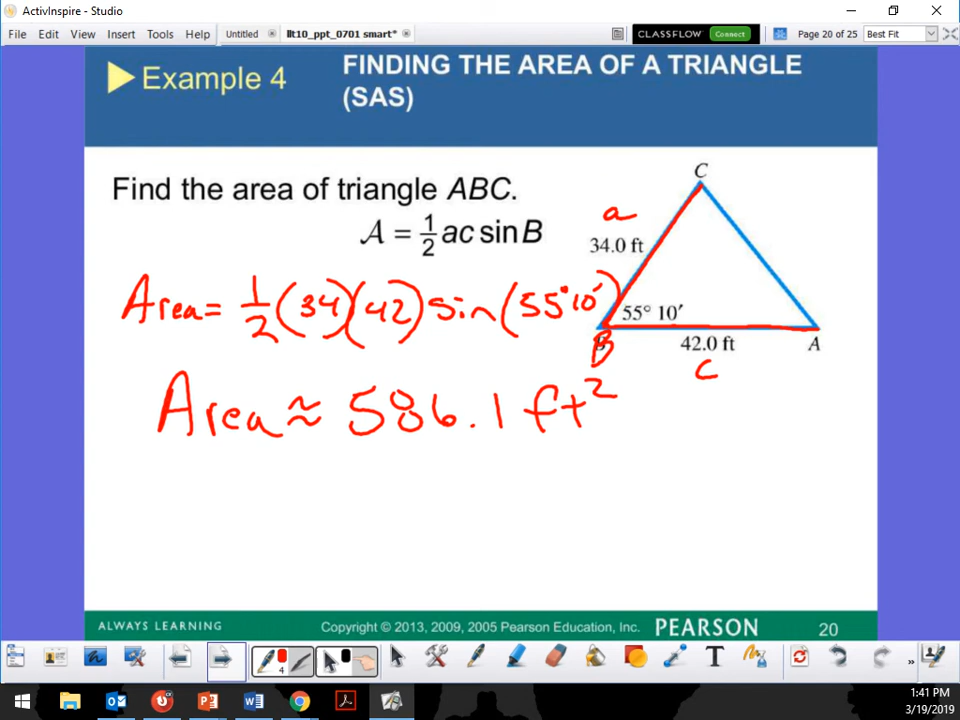 ActivInspire - Studio
File Edit View Insert Tools Help Untitled llt10_ppt_0701 smart* CLASSFLOW Connect Page 20 of 25 Best Fit
Example 4
FINDING THE AREA OF A TRIANGLE
(SAS)
Find the area of triangle ABC.
𝒜 = 1/2 ac sin B
Area = 1/2 (34)(42) sin (55°10′)
Area ≈ 586.1 ft²
C
a
34.0 ft
55° 10′
B
42.0 ft
A
c
ALWAYS LEARNING
Copyright © 2013, 2009, 2005 Pearson Education, Inc.
PEARSON
20
4
T
»
1:41 PM
3/19/2019